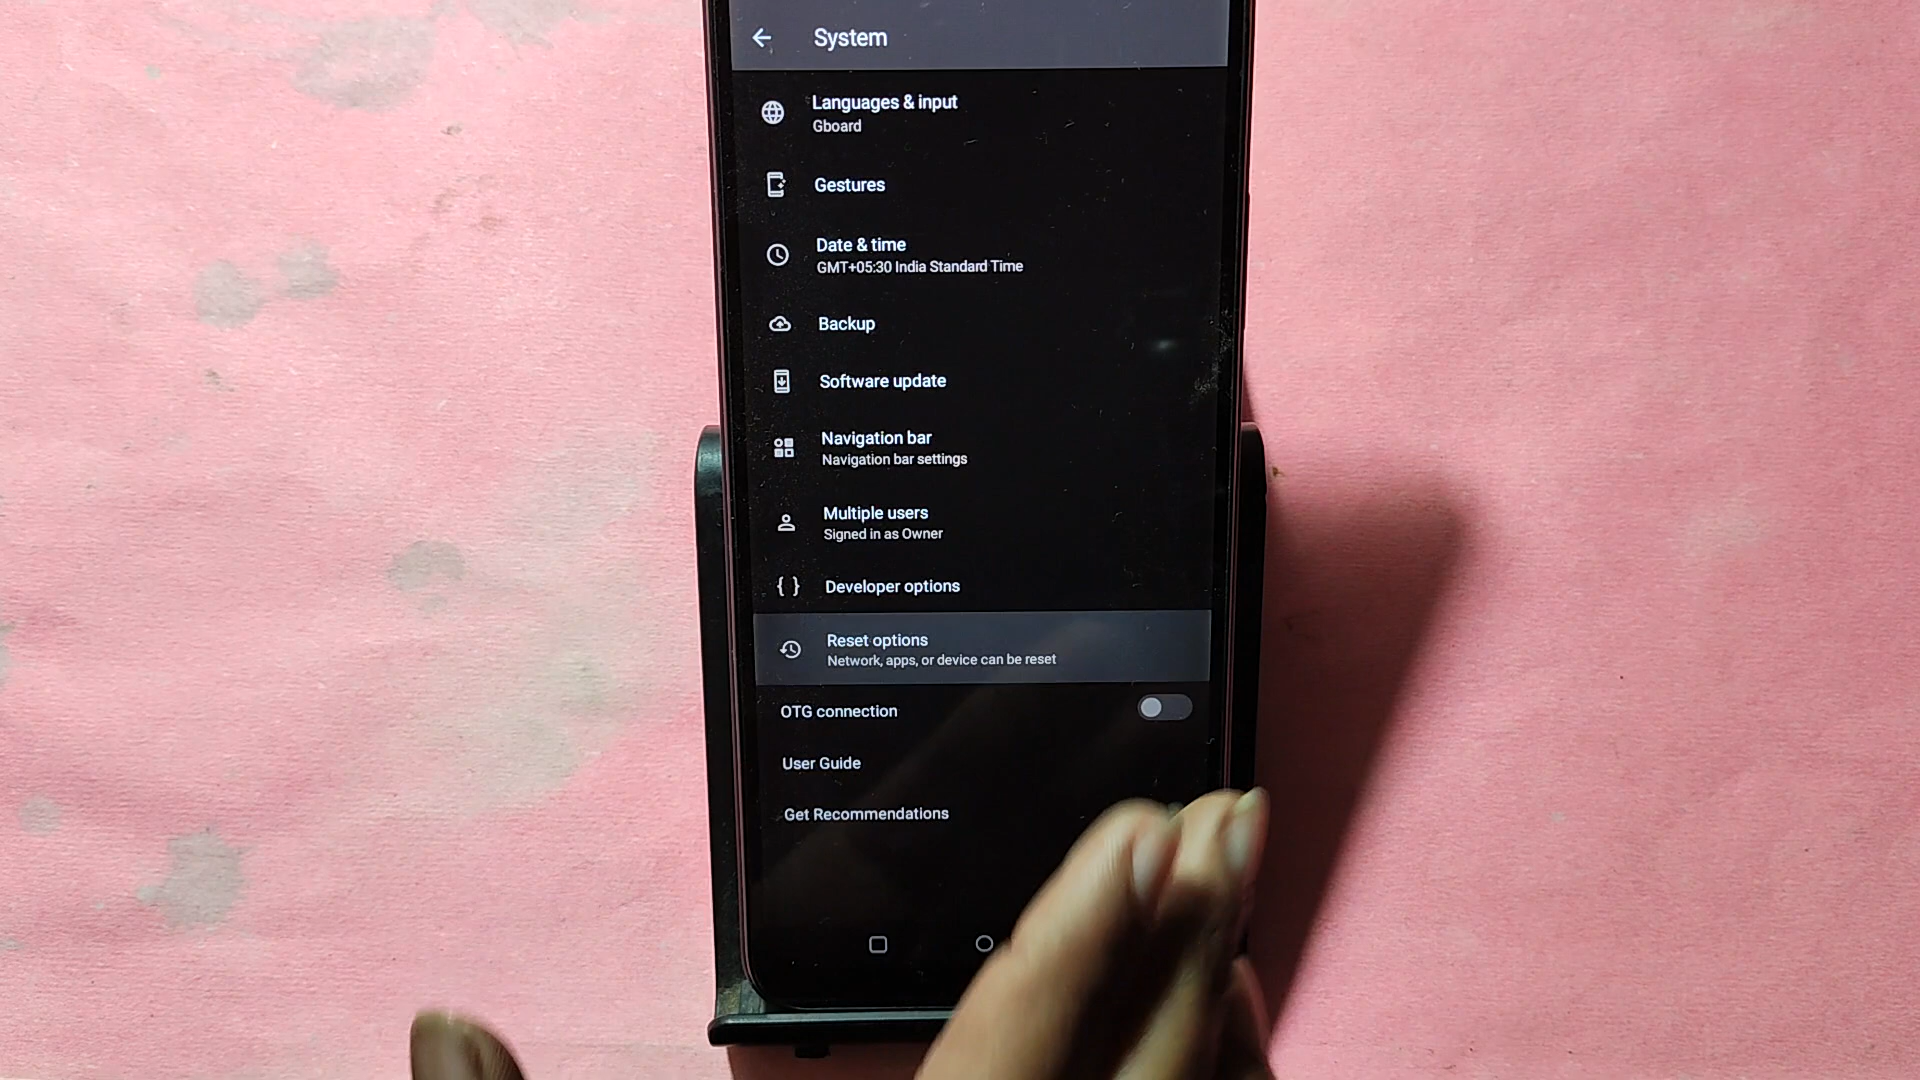 System
Languages & input
Gboard
Gestures
Date & time
GMT+05:30 India Standard Time
Backup
Software update
Navigation bar
Navigation bar settings
Multiple users
Signed in as Owner
{ } Developer options
Reset options
Network, apps, or device can be reset
OTG connection
User Guide
Get Recommendations